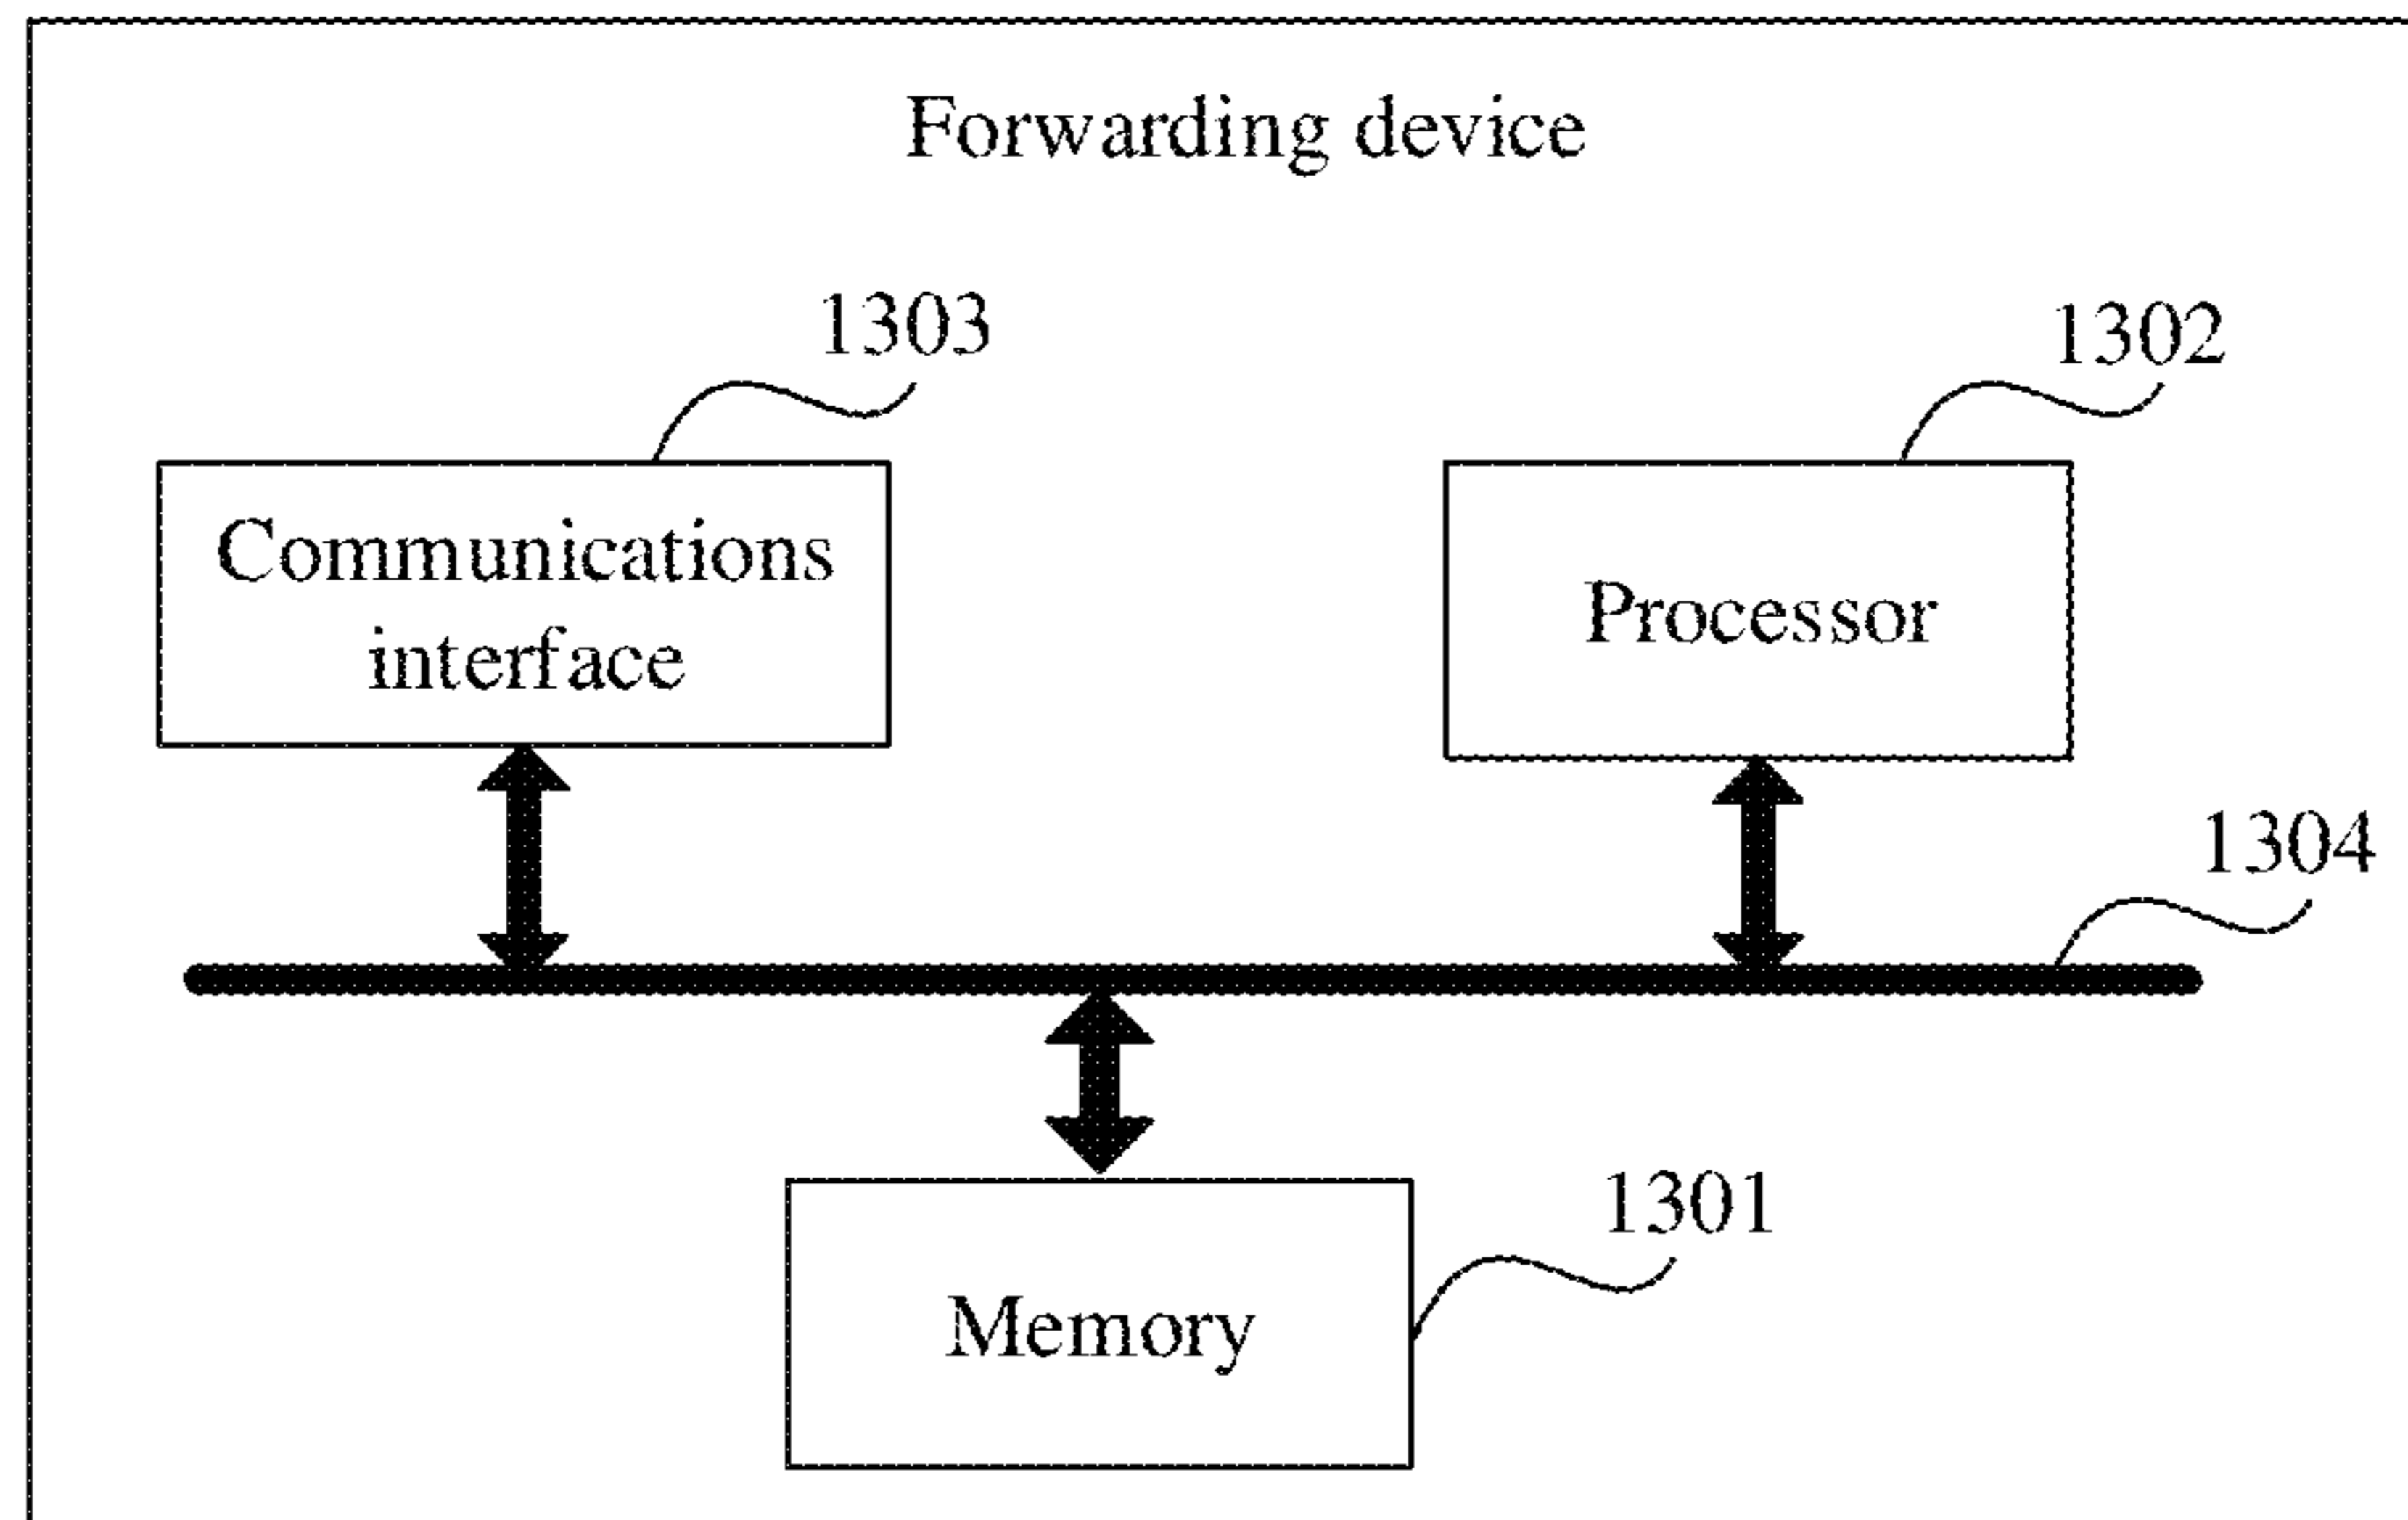 Forwarding device
1303
1302
Communications
interface
Processor
1304
1301
Memory